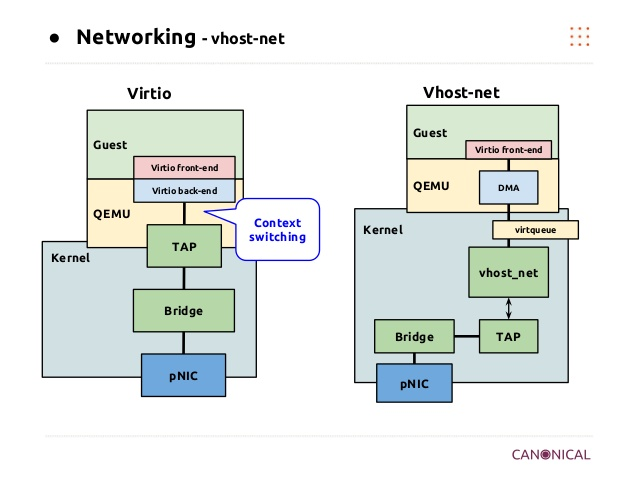 ● Networking - vhost-net
Virtio
Guest
Virtio front-end
Virtio back-end
QEMU
Context
switching
TAP
Kernel
Bridge
pNIC
Vhost-net
Guest
Virtio front-end
QEMU
DMA
Kernel
virtqueue
vhost_net
Bridge
TAP
pNIC
CANONICAL